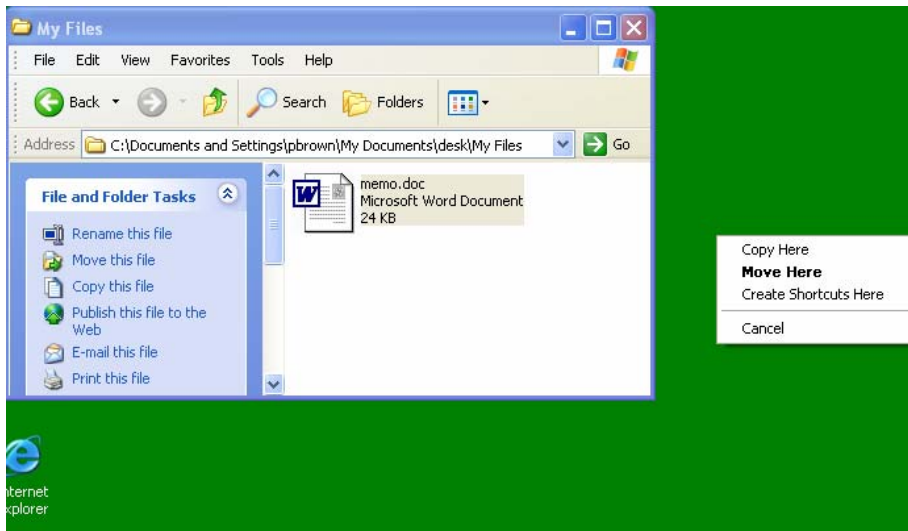 My Files
File Edit View Favorites Tools Help
Back Search Folders
Address C:\Documents and Settings\pbrown\My Documents\desk\My Files Go
File and Folder Tasks
Rename this file
Move this file
Copy this file
Publish this file to the
Web
E-mail this file
Print this file
W
memo.doc
Microsoft Word Document
24 KB
Copy Here
Move Here
Create Shortcuts Here
Cancel
nternet
xplorer